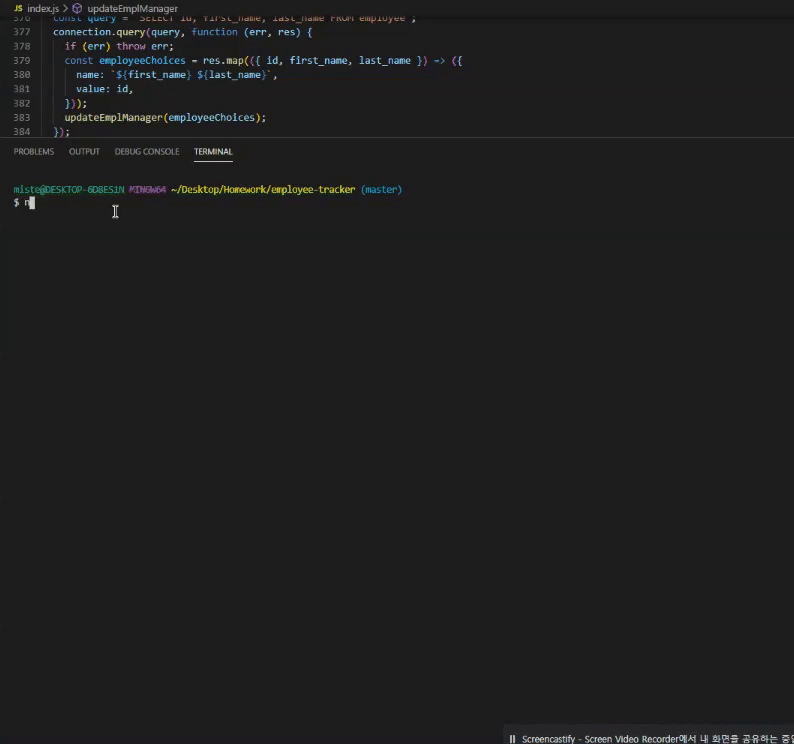 JS index.js > updateEmplManager
376 const query = `SELECT id, first_name, last_name FROM employee`;
377 connection.query(query, function (err, res) {
378 if (err) throw err;
379 const employeeChoices = res.map(({ id, first_name, last_name }) => ({
380 name: `${first_name} ${last_name}`,
381 value: id,
382 }));
383 updateEmplManager(employeeChoices);
384 });
PROBLEMS OUTPUT DEBUG CONSOLE TERMINAL
miste@DESKTOP-6D8ES1N MINGW64 ~/Desktop/Homework/employee-tracker (master)
$ n
Screencastify - Screen Video Recorder에서 내 화면을 공유하는 중입